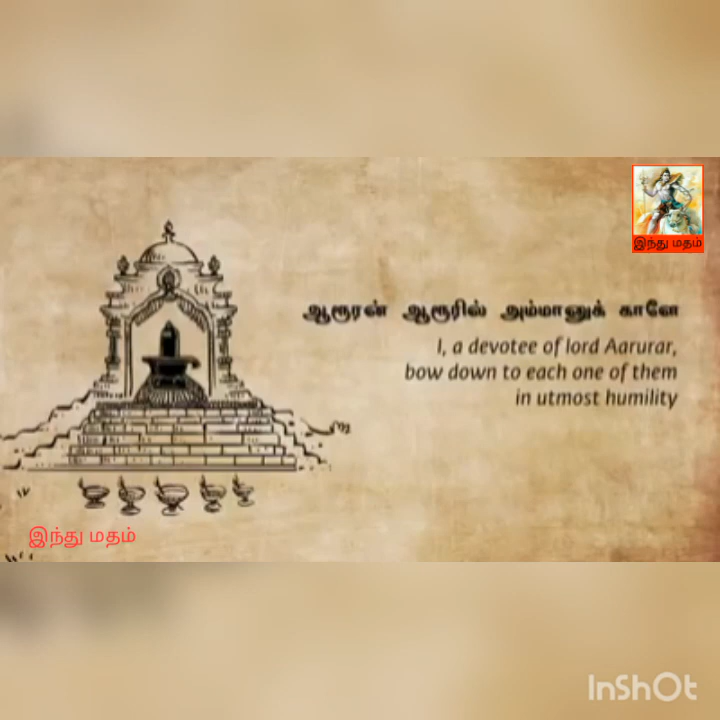 இந்து மதம்
ஆரூரன் ஆரூரில் அம்மானுக் காளே
I, a devotee of lord Aarurar,
bow down to each one of them
in utmost humility
இந்து மதம்
InShOt